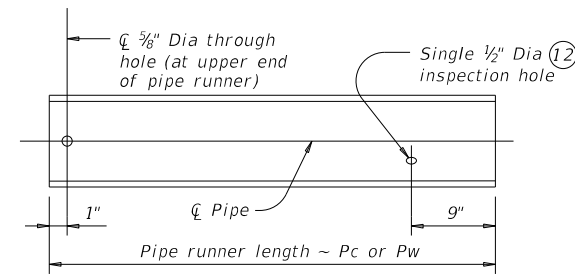 ℄ ⅝" Dia through
hole (at upper end
of pipe runner)
Single ½" Dia 12
inspection hole
1"
℄ Pipe
9"
Pipe runner length ~ Pc or Pw